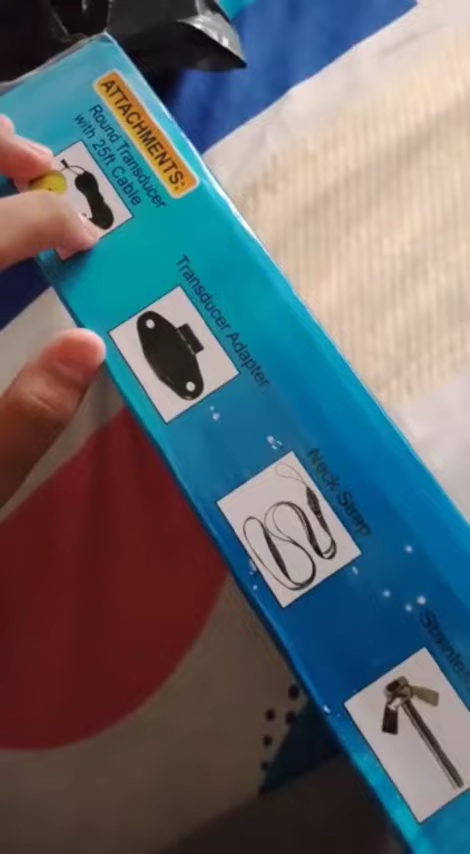 ATTACHMENTS:
Round Transducer
with 25ft Cable
Transducer Adapter
Neck Strap